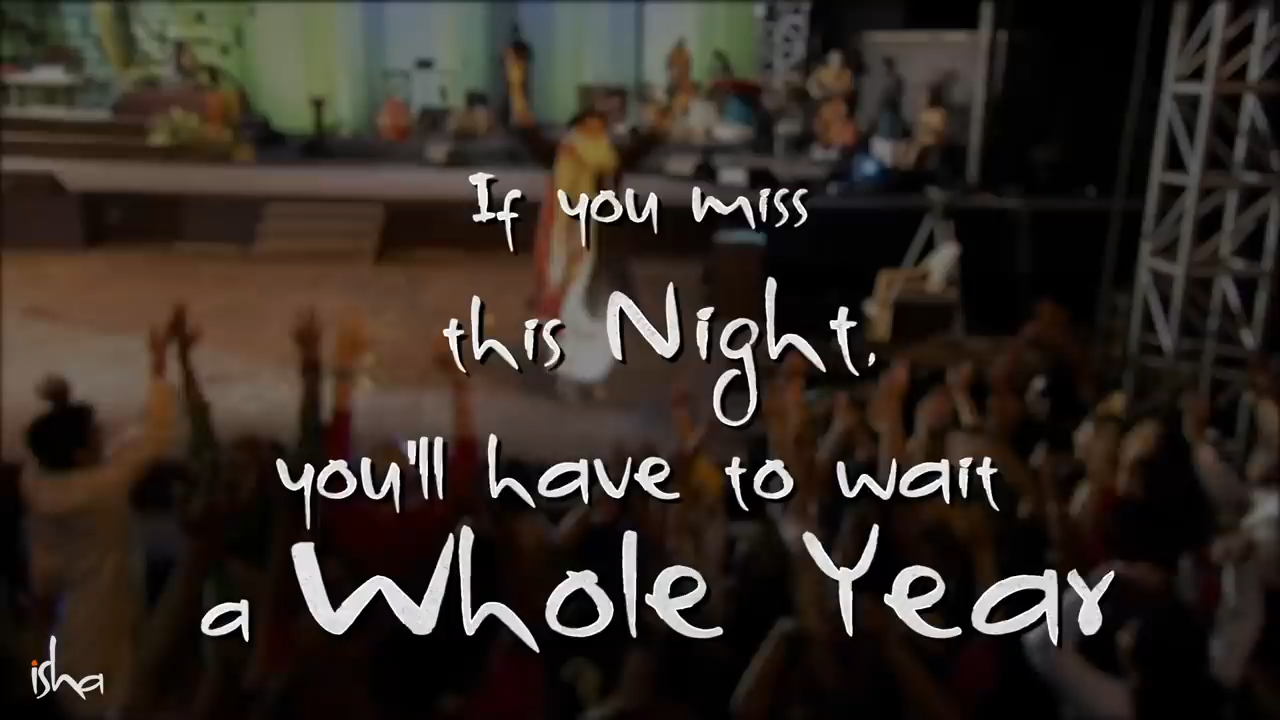 If you miss
this Night,
you'll have to wait
a Whole Year
isha